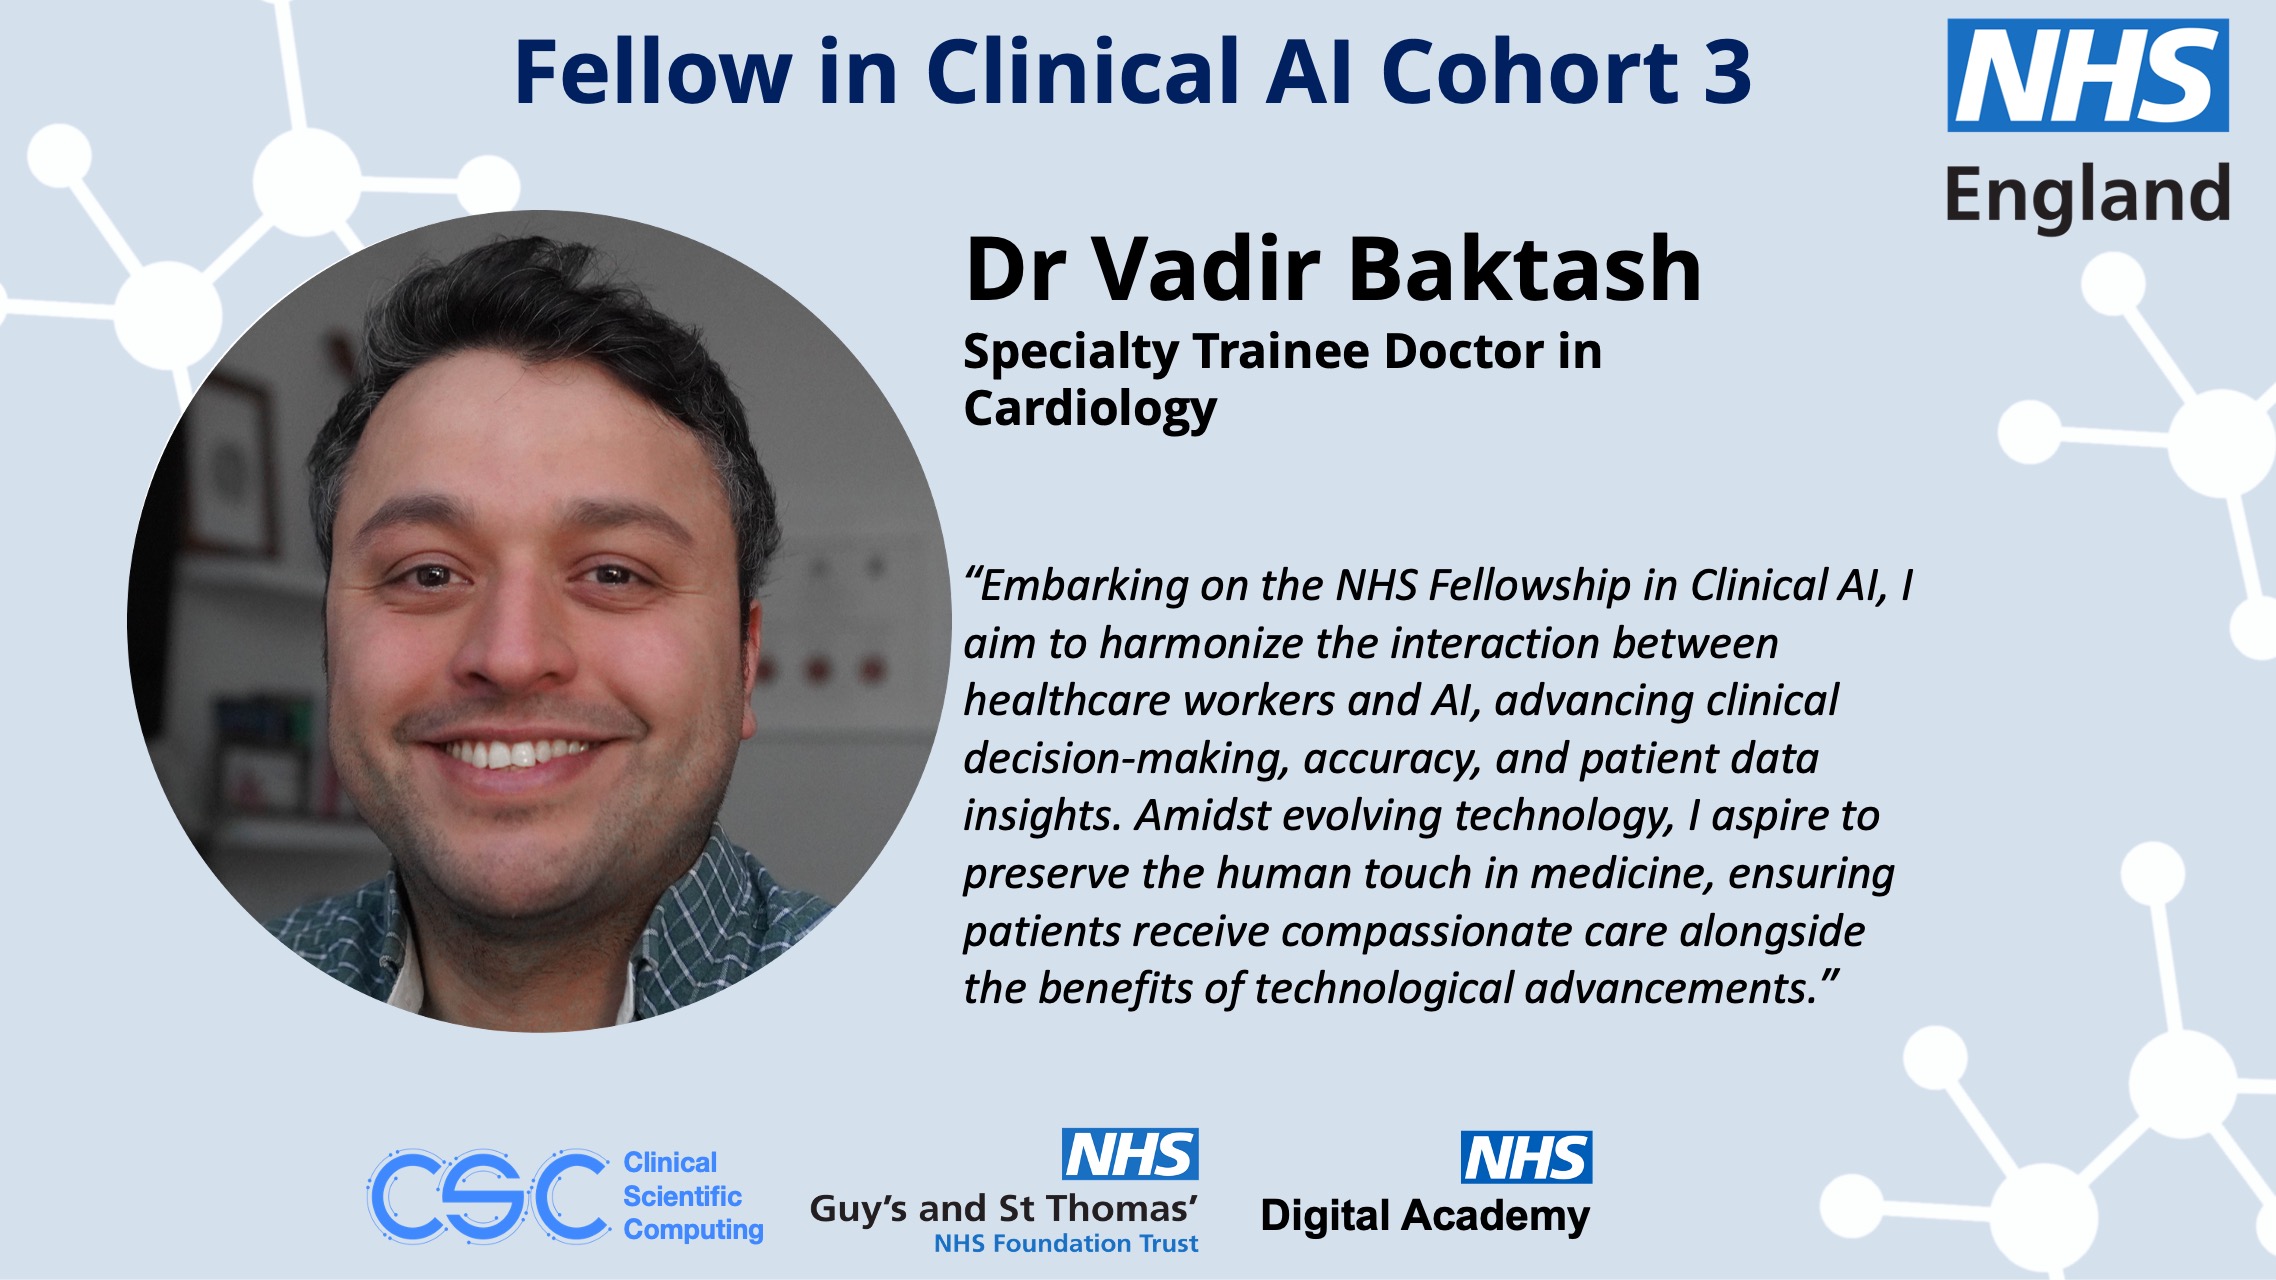 Fellow in Clinical AI Cohort 3
NHS
England
Dr Vadir Baktash
Specialty Trainee Doctor in
Cardiology
“Embarking on the NHS Fellowship in Clinical AI, I
aim to harmonize the interaction between
healthcare workers and AI, advancing clinical
decision-making, accuracy, and patient data
insights. Amidst evolving technology, I aspire to
preserve the human touch in medicine, ensuring
patients receive compassionate care alongside
the benefits of technological advancements.”
CSC
Clinical
Scientific
Computing
NHS
Guy’s and St Thomas’
NHS Foundation Trust
NHS
Digital Academy